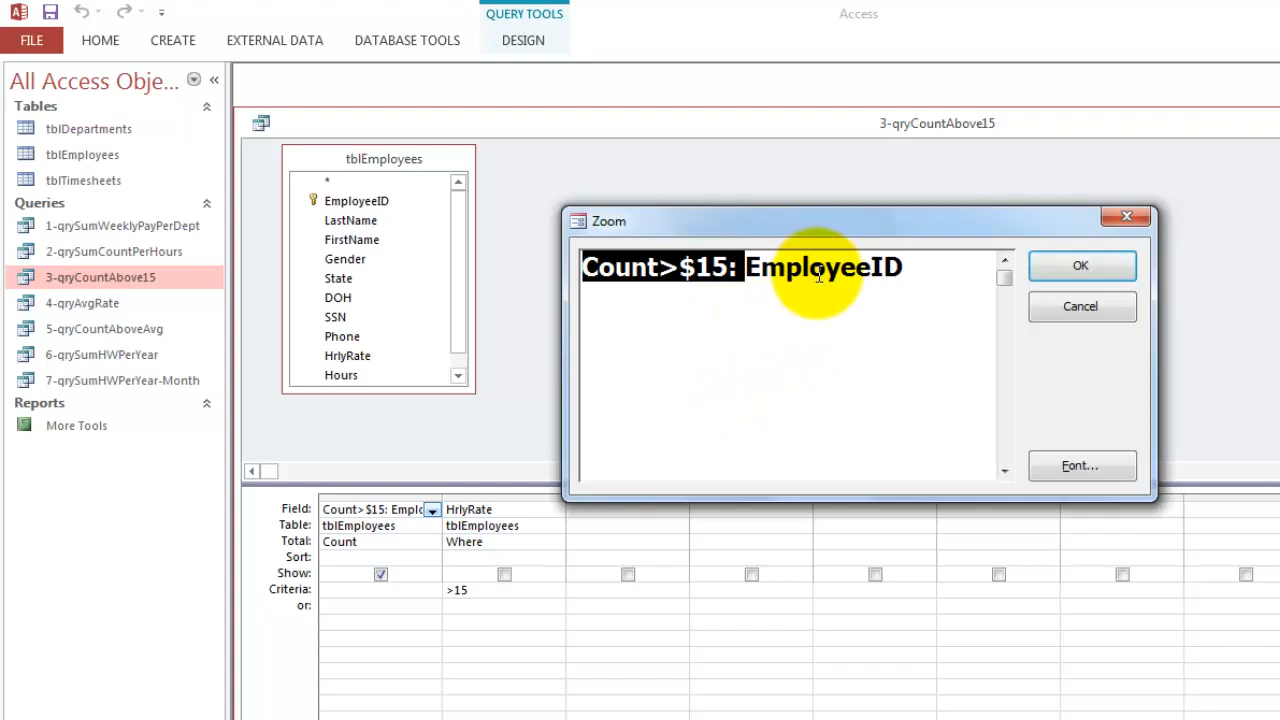 QUERY TOOLS
Access
FILE HOME CREATE EXTERNAL DATA DATABASE TOOLS DESIGN
All Access Obje... «
Tables
tblDepartments
tblEmployees
tblTimesheets
Queries
1-qrySumWeeklyPayPerDept
2-qrySumCountPerHours
3-qryCountAbove15
4-qryAvgRate
5-qryCountAboveAvg
6-qrySumHWPerYear
7-qrySumHWPerYear-Month
Reports
More Tools
3-qryCountAbove15
tblEmployees
*
EmployeeID
LastName
FirstName
Gender
State
DOH
SSN
Phone
HrlyRate
Hours
Zoom
Count>$15: EmployeeID
OK
Cancel
Font...
Field: Count>$15: Emplo HrlyRate
Table: tblEmployees tblEmployees
Total: Count Where
Sort:
Show:
Criteria: >15
or: